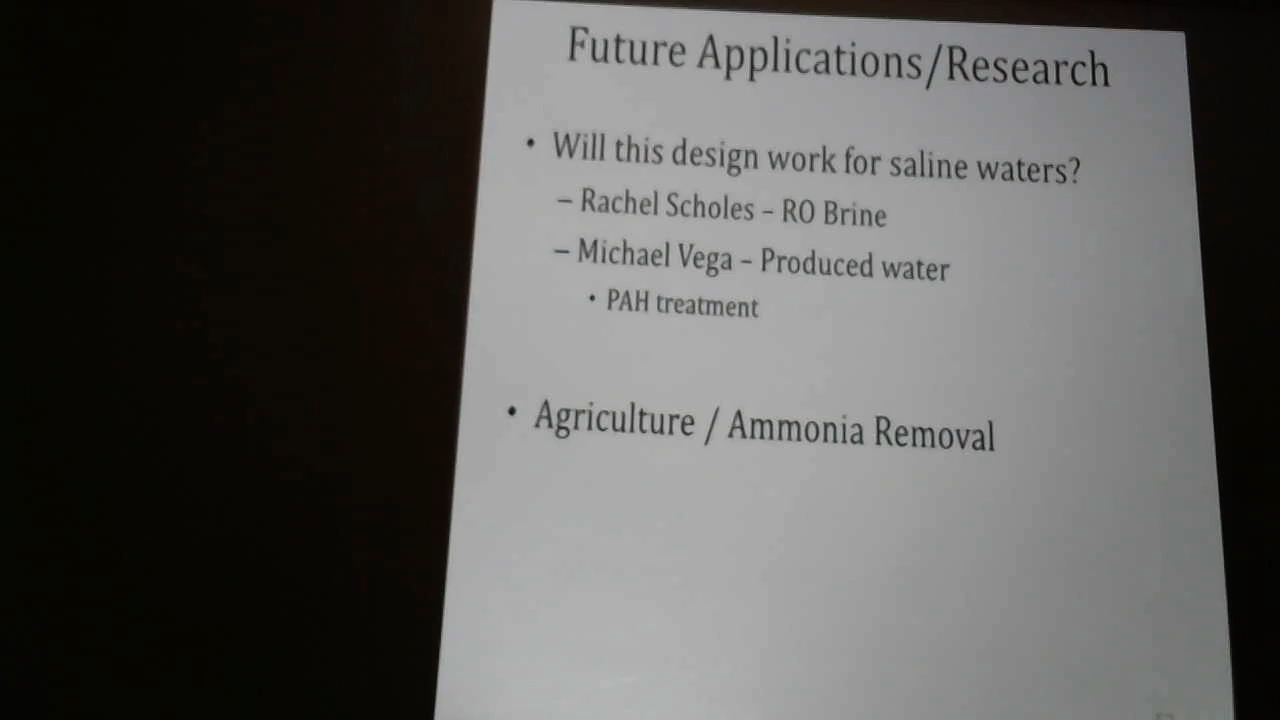 Future Applications/Research
• Will this design work for saline waters?
– Rachel Scholes – RO Brine
– Michael Vega – Produced water
• PAH treatment
• Agriculture / Ammonia Removal